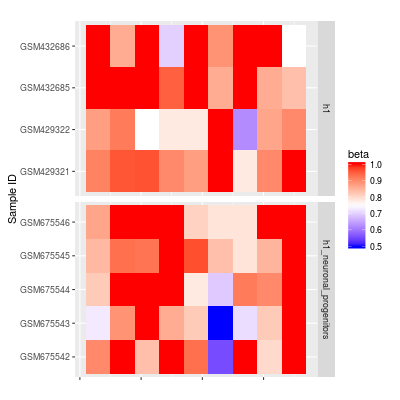 GSM432686
GSM432685
GSM429322
GSM429321
h1
GSM675546
GSM675545
GSM675544
GSM675543
GSM675542
h1_neuronal_progenitors
Sample ID
beta
1.0
0.9
0.8
0.7
0.6
0.5